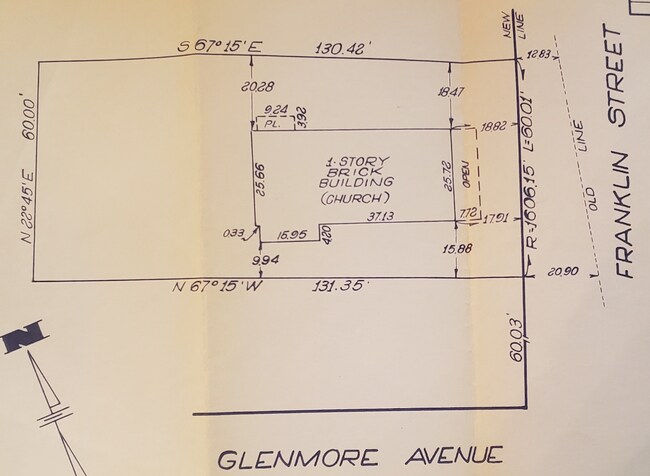 NEW
LINE
S 67°15'E 130.42'
12.83
20.28
18.47
9.24
PL.
3.92
18.82
60.00'
N 22°45'E
1-STORY
BRICK
BUILDING
(CHURCH)
25.66
25.72
OPEN
R=1606.15' L=60.01'
OLD LINE
FRANKLIN STREET
37.13
7.72
17.91
0.33
16.95
4.20
9.94
15.88
N 67°15'W 131.35'
20.90
N
60.03'
GLENMORE AVENUE